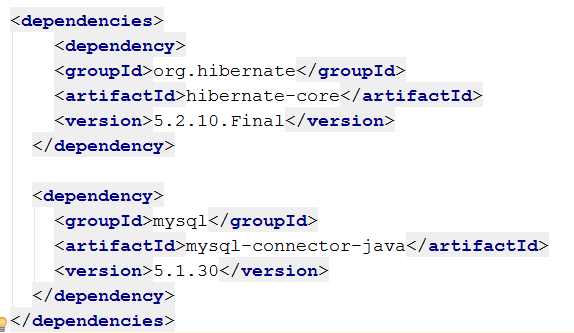 <dependencies>
<dependency>
<groupId>org.hibernate</groupId>
<artifactId>hibernate-core</artifactId>
<version>5.2.10.Final</version>
</dependency>
<dependency>
<groupId>mysql</groupId>
<artifactId>mysql-connector-java</artifactId>
<version>5.1.30</version>
</dependency>
</dependencies>